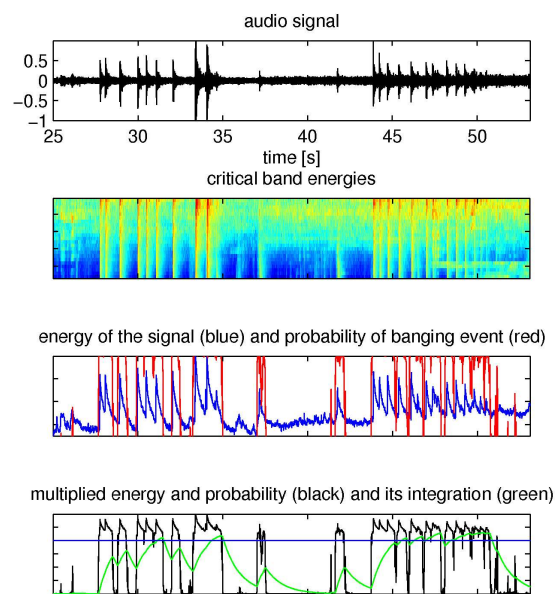 audio signal
0.5
0
−0.5
−1
25 30 35 40 45 50
time [s]
critical band energies
energy of the signal (blue) and probability of banging event (red)
multiplied energy and probability (black) and its integration (green)